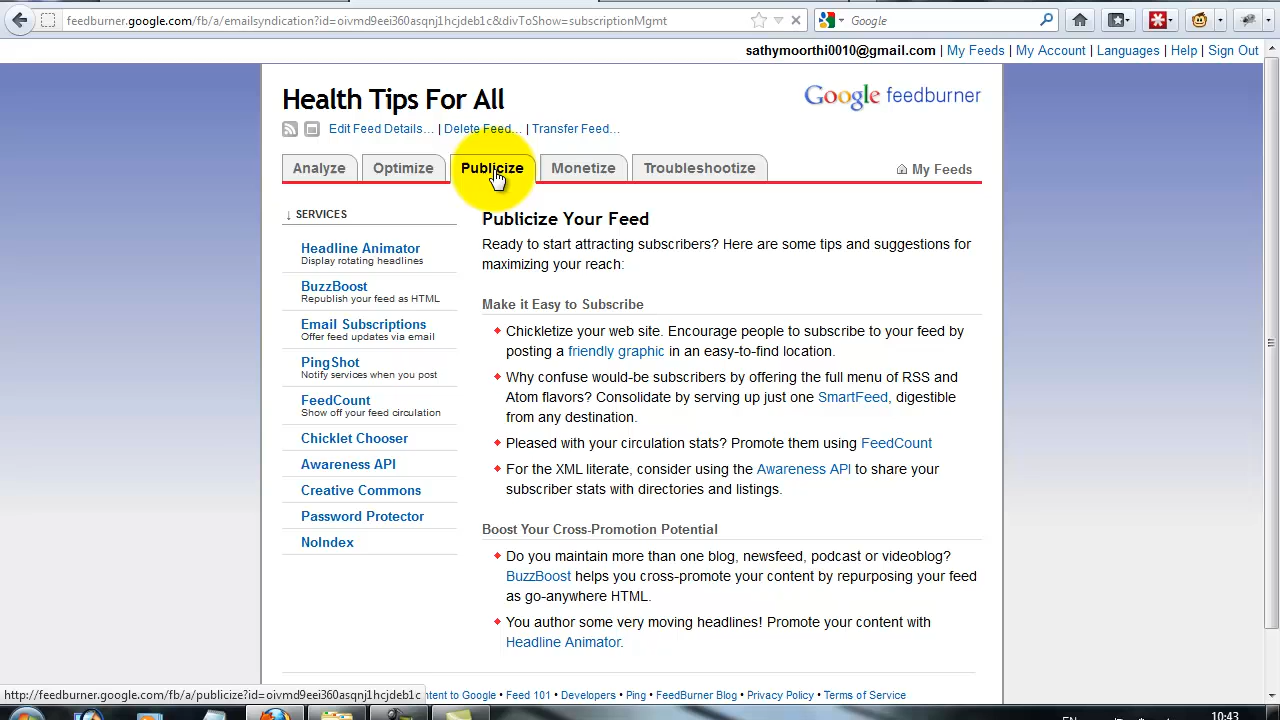 feedburner.google.com/fb/a/emailsyndication?id=oivmd9eei360asqnj1hcjdeb1c&divToShow=subscriptionMgmt
Google
sathymoorthi0010@gmail.com | My Feeds | My Account | Languages | Help | Sign Out
Health Tips For All
Google feedburner
Edit Feed Details... | Delete Feed... | Transfer Feed...
Analyze
Optimize
Publicize
Monetize
Troubleshootize
My Feeds
↓ SERVICES
Headline Animator
Display rotating headlines
BuzzBoost
Republish your feed as HTML
Email Subscriptions
Offer feed updates via email
PingShot
Notify services when you post
FeedCount
Show off your feed circulation
Chicklet Chooser
Awareness API
Creative Commons
Password Protector
NoIndex
Publicize Your Feed
Ready to start attracting subscribers? Here are some tips and suggestions for
maximizing your reach:
Make it Easy to Subscribe
Chickletize your web site. Encourage people to subscribe to your feed by
posting a friendly graphic in an easy-to-find location.
Why confuse would-be subscribers by offering the full menu of RSS and
Atom flavors? Consolidate by serving up just one SmartFeed, digestible
from any destination.
Pleased with your circulation stats? Promote them using FeedCount
For the XML literate, consider using the Awareness API to share your
subscriber stats with directories and listings.
Boost Your Cross-Promotion Potential
Do you maintain more than one blog, newsfeed, podcast or videoblog?
BuzzBoost helps you cross-promote your content by repurposing your feed
as go-anywhere HTML.
You author some very moving headlines! Promote your content with
Headline Animator.
http://feedburner.google.com/fb/a/publicize?id=oivmd9eei360asqnj1hcjdeb1c
ntent to Google • Feed 101 • Developers • Ping • FeedBurner Blog • Privacy Policy • Terms of Service
10:43